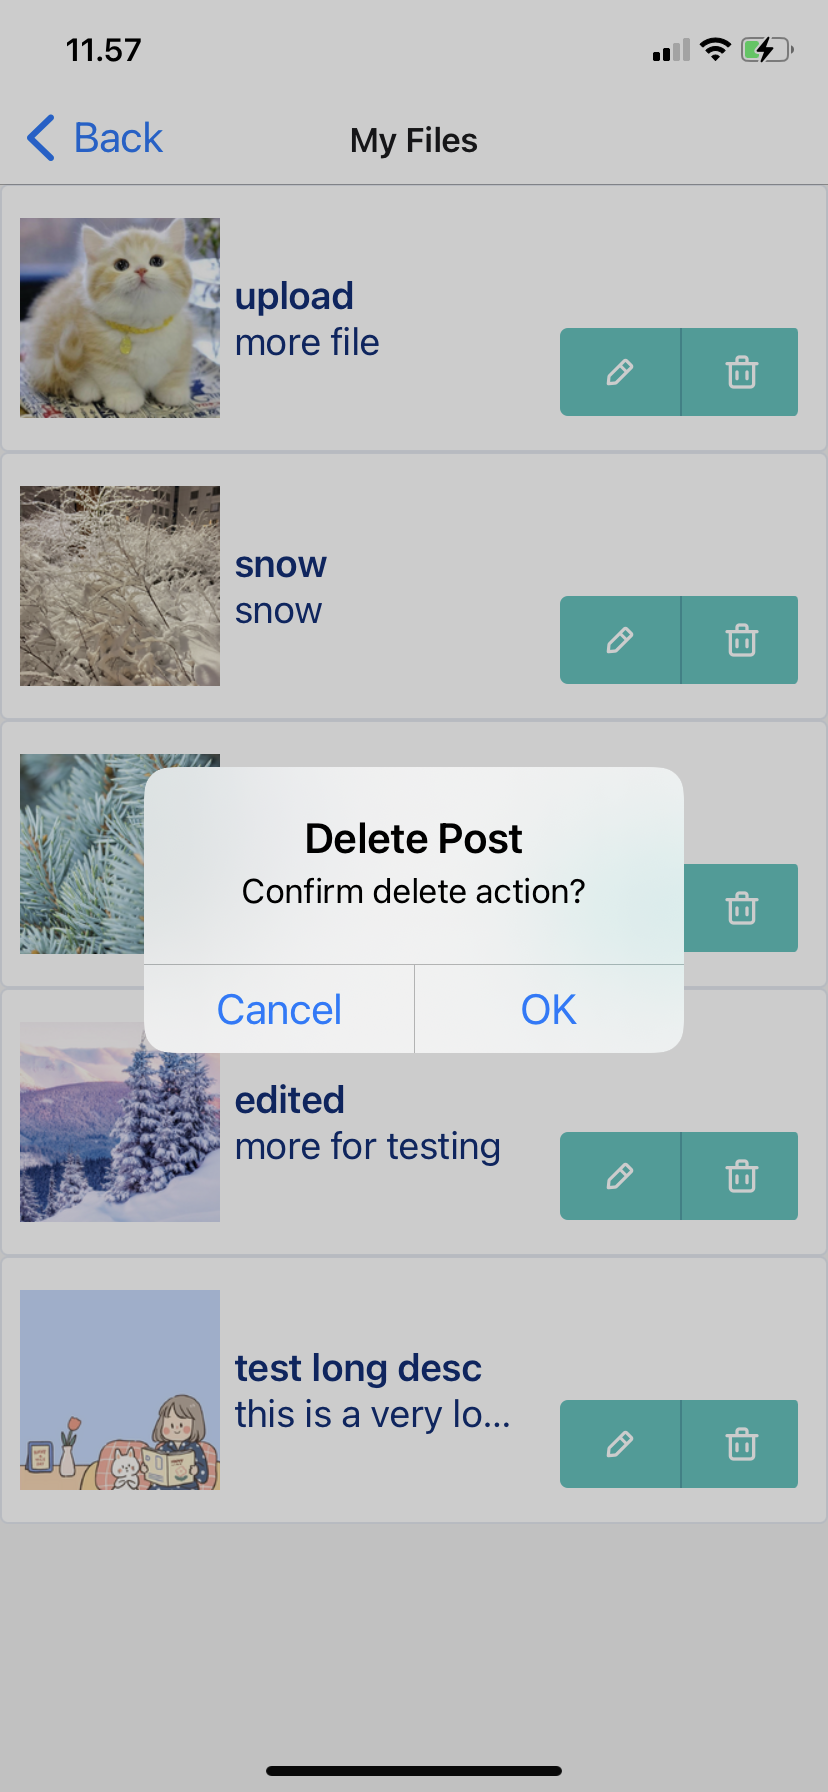 11.57
Back
My Files
upload
more file
snow
snow
Delete Post
Confirm delete action?
Cancel
OK
edited
more for testing
test long desc
this is a very lo...